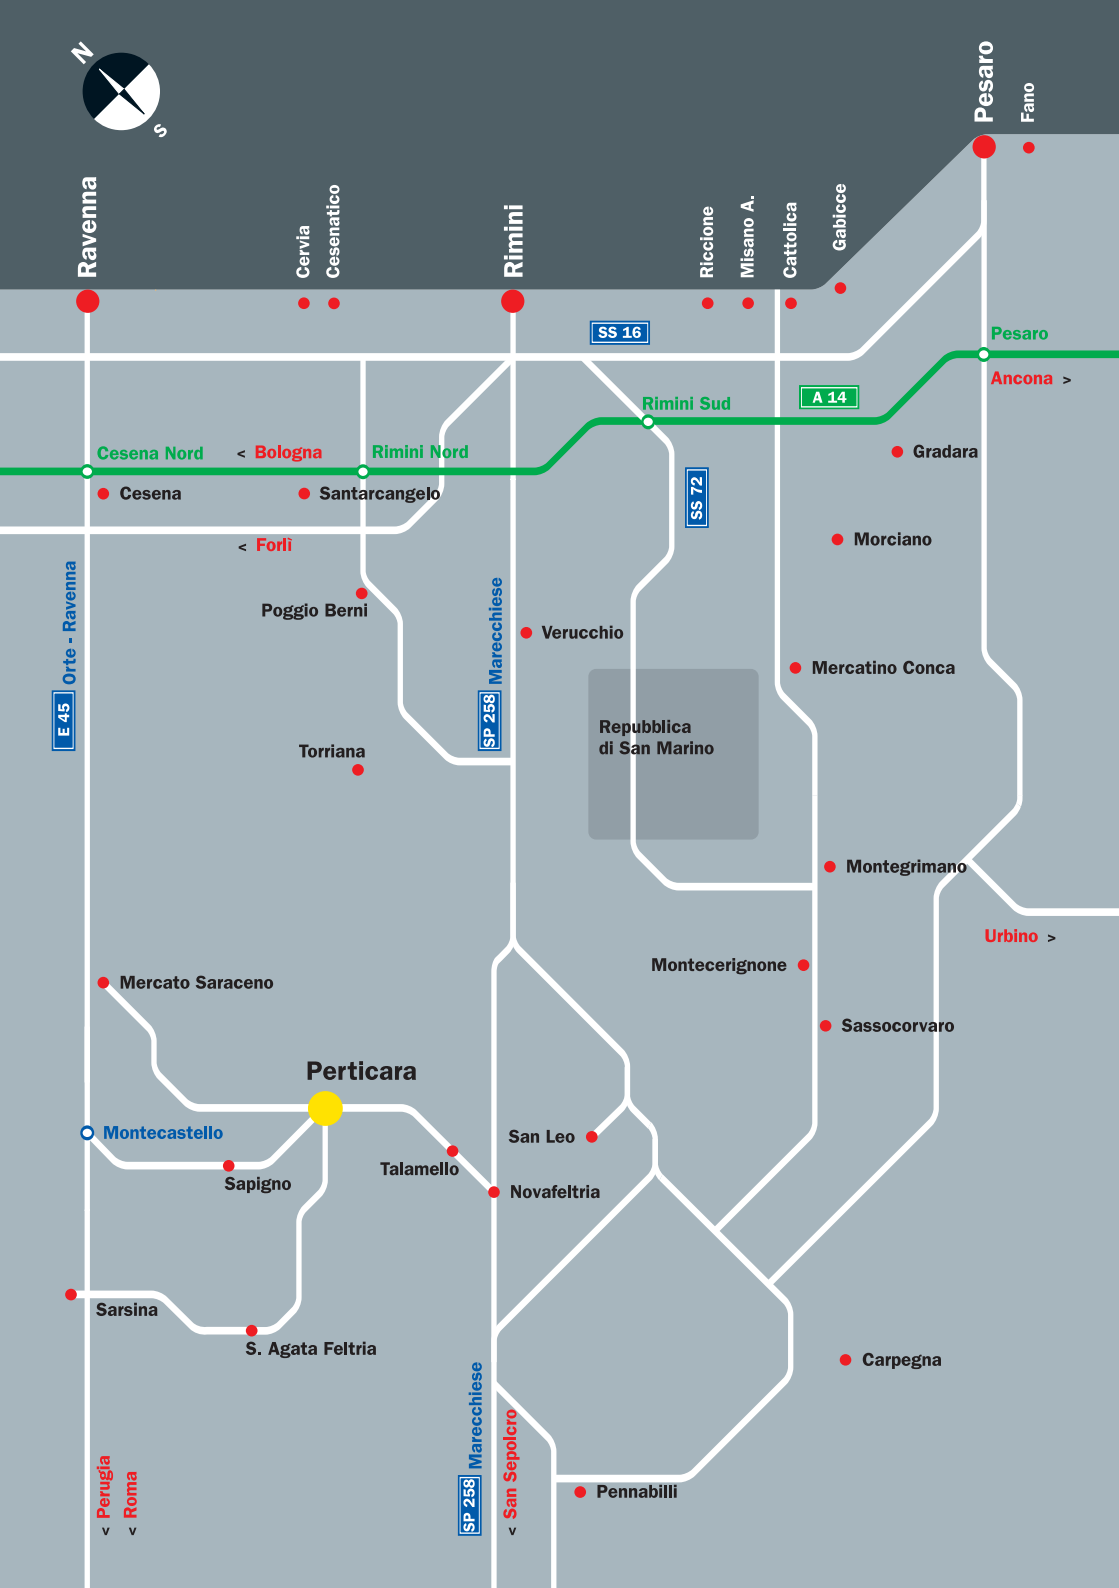 N
S
Ravenna
Cervia
Cesenatico
Rimini
Riccione
Misano A.
Cattolica
Gabicce
Pesaro
Fano
SS 16
Pesaro
Ancona >
A 14
Rimini Sud
Cesena Nord
< Bologna
Rimini Nord
Gradara
Cesena
Santarcangelo
SS 72
< Forlì
Morciano
Poggio Berni
Orte - Ravenna
E 45
Marecchiese
SP 258
Verucchio
Mercatino Conca
Repubblica
di San Marino
Torriana
Montegrimano
Urbino >
Montecerignone
Mercato Saraceno
Sassocorvaro
Perticara
Montecastello
San Leo
Talamello
Sapigno
Novafeltria
Sarsina
S. Agata Feltria
Carpegna
Marecchiese
SP 258
< San Sepolcro
< Perugia
< Roma
Pennabilli